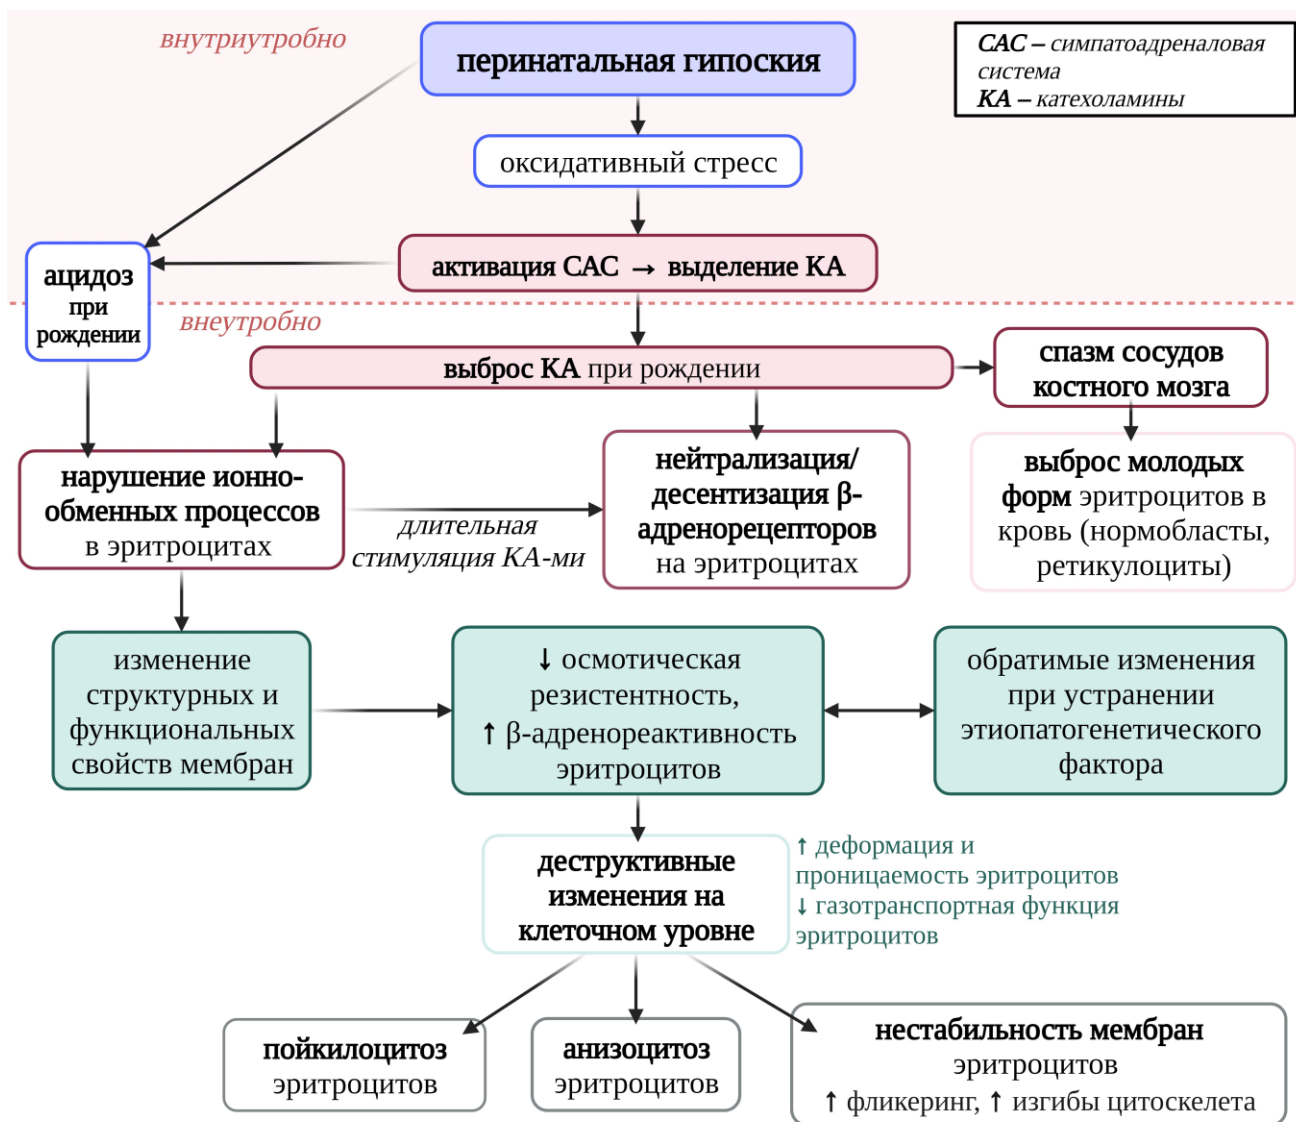 внутриутробно
перинатальная гипоския
САС – симпатоадреналовая
система
КА – катехоламины
оксидативный стресс
активация САС → выделение КА
ацидоз
при
рождении
внеутробно
выброс КА при рождении
спазм сосудов
костного мозга
нарушение ионно-
обменных процессов
в эритроцитах
длительная
стимуляция КА-ми
нейтрализация/
десентизация β-
адренорецепторов
на эритроцитах
выброс молодых
форм эритроцитов в
кровь (нормобласты,
ретикулоциты)
изменение
структурных и
функциональных
свойств мембран
↓ осмотическая
резистентность,
↑ β-адренореактивность
эритроцитов
обратимые изменения
при устранении
этиопатогенетического
фактора
деструктивные
изменения на
клеточном уровне
↑ деформация и
проницаемость эритроцитов
↓ газотранспортная функция
эритроцитов
пойкилоцитоз
эритроцитов
анизоцитоз
эритроцитов
нестабильность мембран
эритроцитов
↑ фликеринг, ↑ изгибы цитоскелета